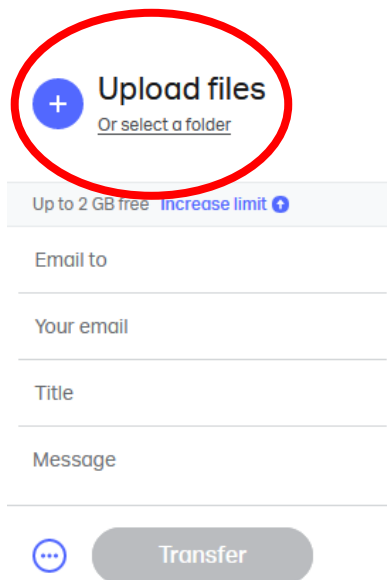 Upload files
Or select a folder
Up to 2 GB free Increase limit
Email to
Your email
Title
Message
Transfer